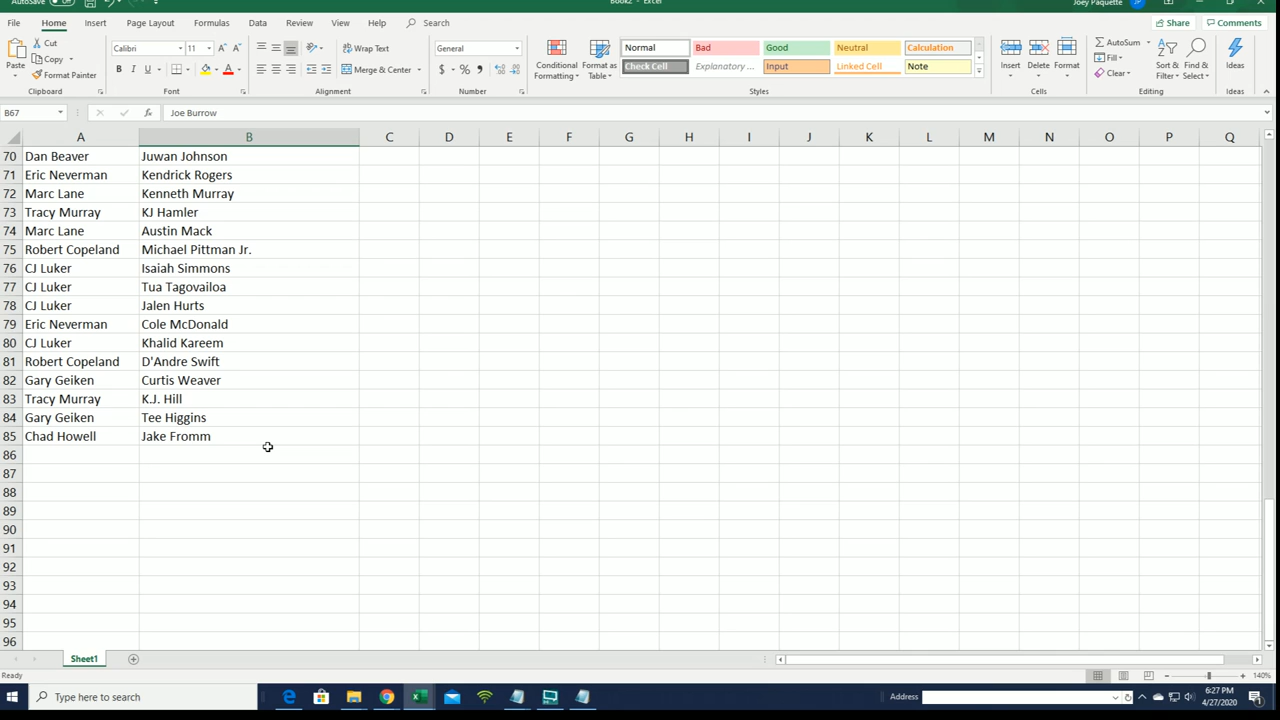 AutoSave Off Book2 - Excel Joey Paquette
File Home Insert Page Layout Formulas Data Review View Help Search Share Comments
Paste Cut Copy Format Painter Clipboard
Calibri 11 B I U Font
Wrap Text Merge & Center Alignment
General $ % Number
Conditional Formatting Format as Table
Normal Bad Good Neutral Calculation
Check Cell Explanatory ... Input Linked Cell Note
Styles
Insert Delete Format Cells
AutoSum Fill Clear Sort & Filter Find & Select Editing
Ideas Ideas
B67 fx Joe Burrow
A B C D E F G H I J K L M N O P Q
70 Dan Beaver Juwan Johnson
71 Eric Neverman Kendrick Rogers
72 Marc Lane Kenneth Murray
73 Tracy Murray KJ Hamler
74 Marc Lane Austin Mack
75 Robert Copeland Michael Pittman Jr.
76 CJ Luker Isaiah Simmons
77 CJ Luker Tua Tagovailoa
78 CJ Luker Jalen Hurts
79 Eric Neverman Cole McDonald
80 CJ Luker Khalid Kareem
81 Robert Copeland D'Andre Swift
82 Gary Geiken Curtis Weaver
83 Tracy Murray K.J. Hill
84 Gary Geiken Tee Higgins
85 Chad Howell Jake Fromm
86
87
88
89
90
91
92
93
94
95
96
Sheet1
Ready 140%
Type here to search Address 6:27 PM
4/27/2020